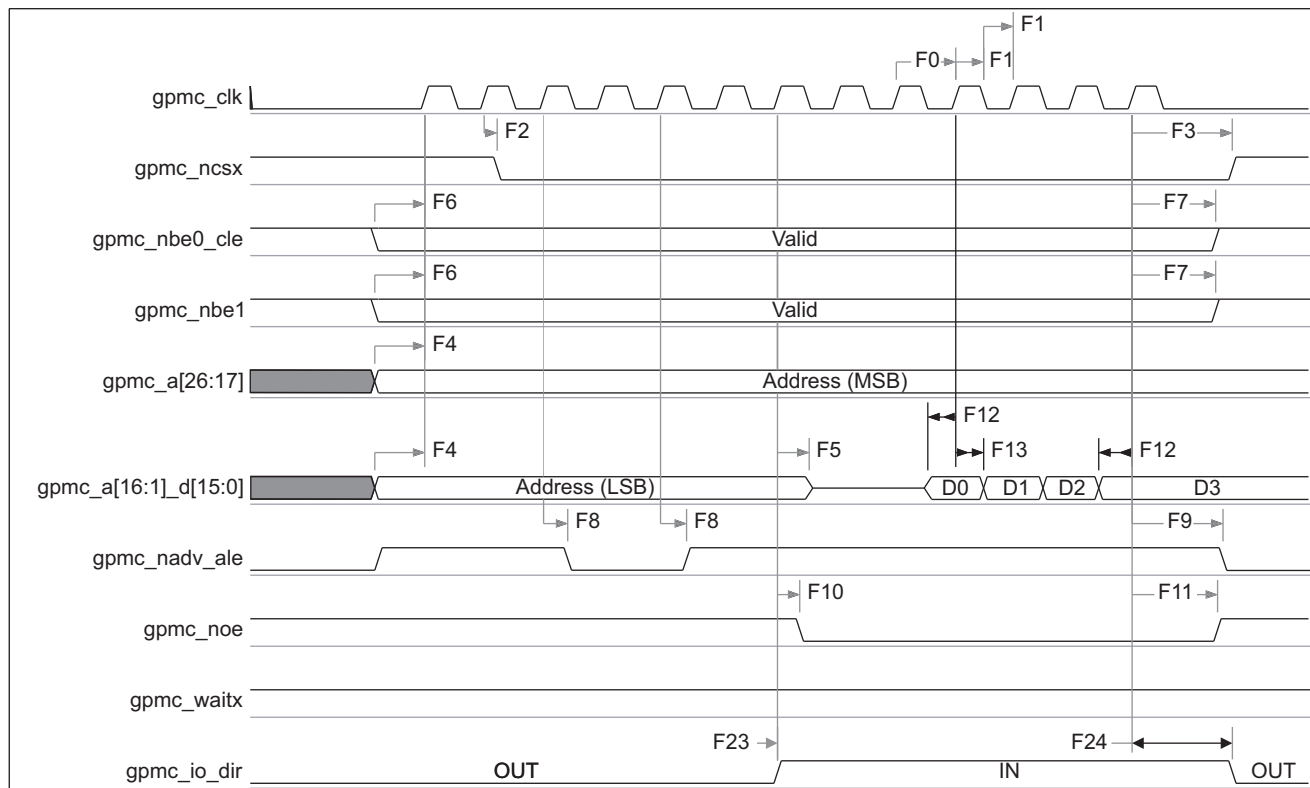 F1
F0 F1
gpmc_clk
F2 F3
gpmc_ncsx
F6 F7
gpmc_nbe0_cle Valid
F6 F7
gpmc_nbe1 Valid
F4
gpmc_a[26:17] Address (MSB)
F12
F4 F5 F13 F12
gpmc_a[16:1]_d[15:0] Address (LSB) D0 D1 D2 D3
F8 F8 F9
gpmc_nadv_ale
F10 F11
gpmc_noe
gpmc_waitx
F23 F24
gpmc_io_dir OUT IN OUT